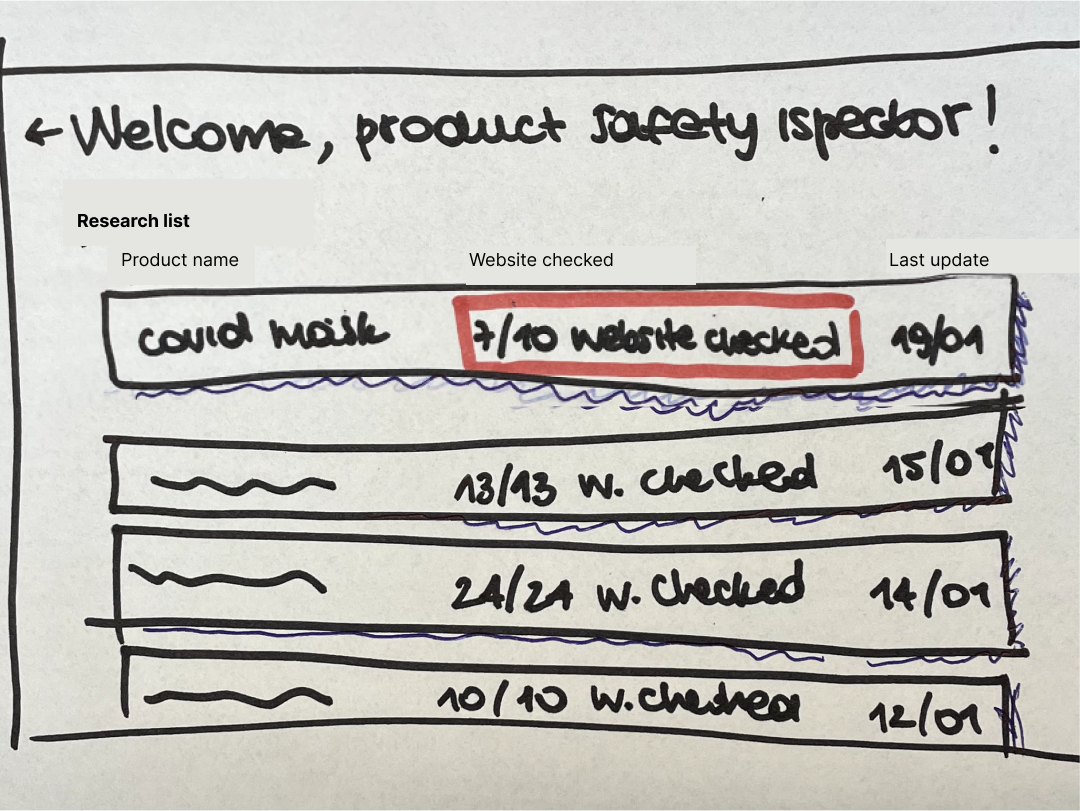 ← Welcome, product safety ispector!
Research list
Product name Website checked Last update
covid mask 7/10 website checked 19/01
13/13 w. checked 15/01
24/24 w. checked 14/01
10/10 w. checked 12/01